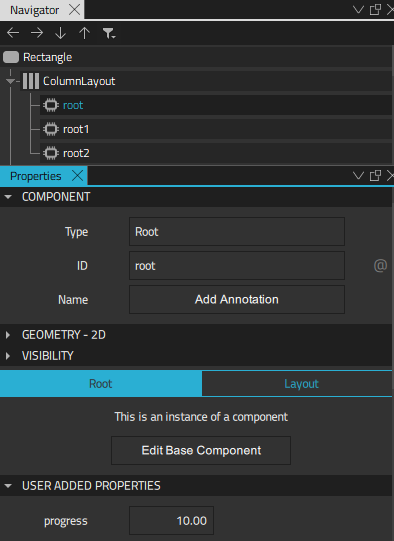 Navigator
Rectangle
ColumnLayout
root
root1
root2
Properties
COMPONENT
Type Root
ID root @
Name Add Annotation
GEOMETRY - 2D
VISIBILITY
Root Layout
This is an instance of a component
Edit Base Component
USER ADDED PROPERTIES
progress 10.00